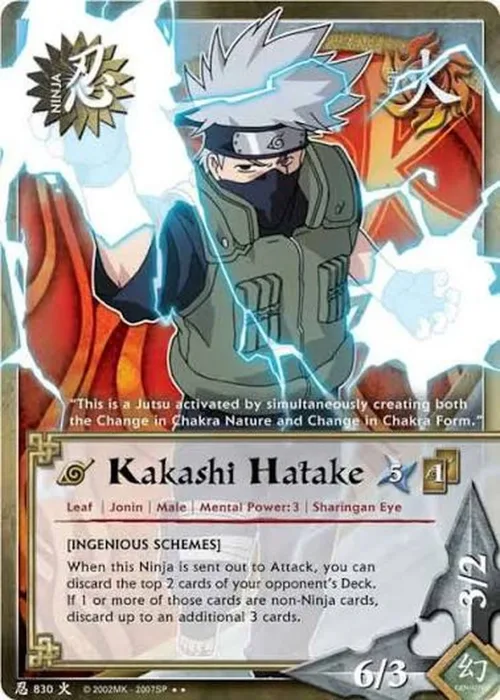 NINJA
忍
火
"This is a Jutsu activated by simultaneously creating both
the Change in Chakra Nature and Change in Chakra Form."
Kakashi Hatake 5 1
Leaf | Jonin | Male | Mental Power: 3 | Sharingan Eye
[INGENIOUS SCHEMES]
When this Ninja is sent out to Attack, you can
discard the top 2 cards of your opponent's Deck.
If 1 or more of those cards are non-Ninja cards,
discard up to an additional 3 cards.
3/2
6/3
幻
忍 830 火 © 2002MK - 2007SP ★★